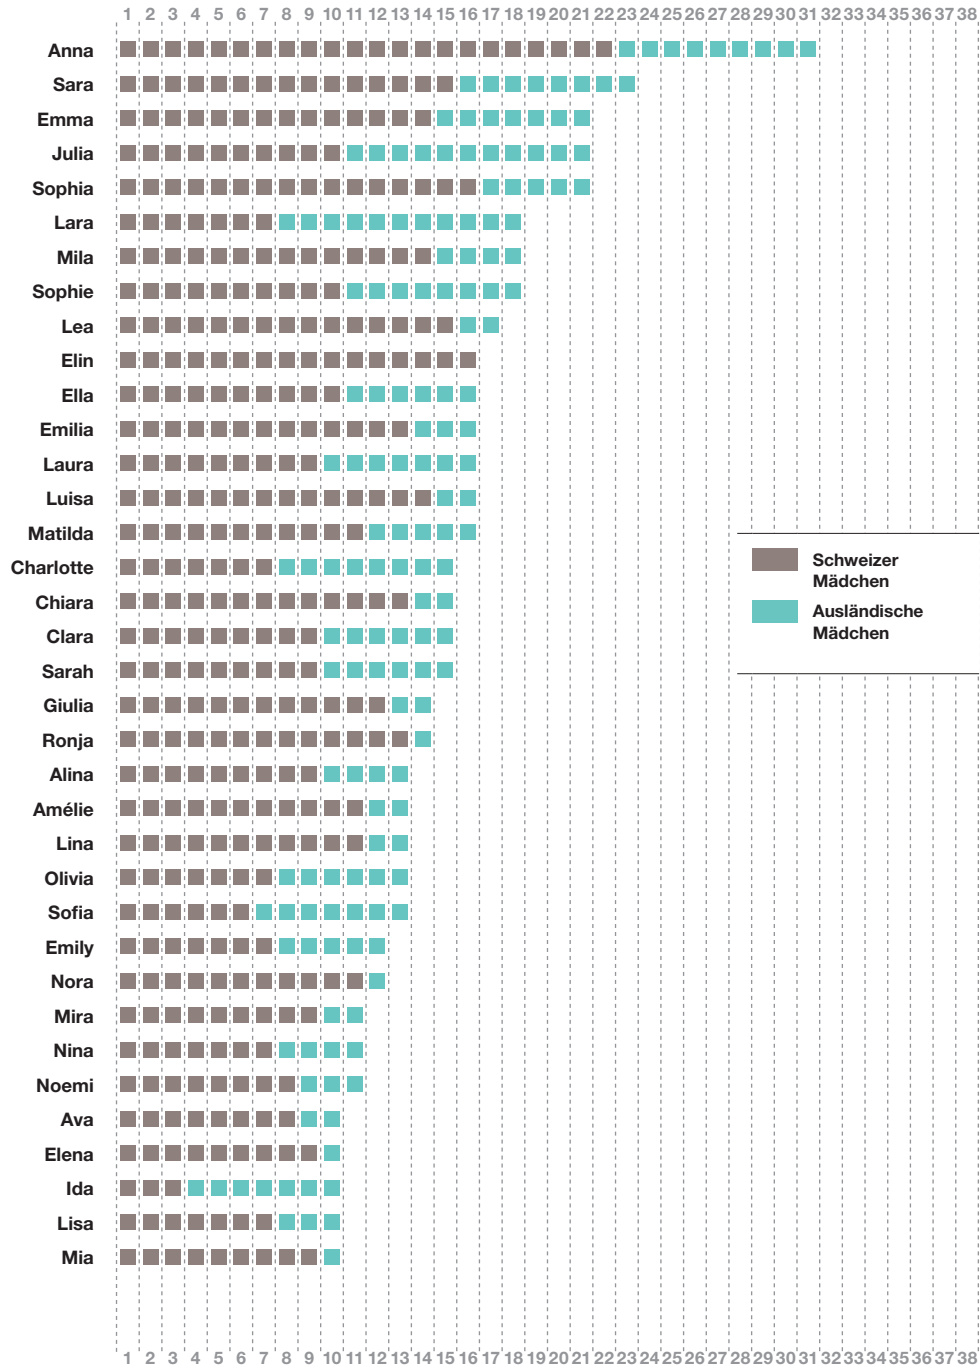 1 2 3 4 5 6 7 8 9 10 11 12 13 14 15 16 17 18 19 20 21 22 23 24 25 26 27 28 29 30 31 32 33 34 35 36 37 38
Anna
Sara
Emma
Julia
Sophia
Lara
Mila
Sophie
Lea
Elin
Ella
Emilia
Laura
Luisa
Matilda
Charlotte
Chiara
Clara
Sarah
Giulia
Ronja
Alina
Amélie
Lina
Olivia
Sofia
Emily
Nora
Mira
Nina
Noemi
Ava
Elena
Ida
Lisa
Mia
Schweizer
Mädchen
Ausländische
Mädchen
1 2 3 4 5 6 7 8 9 10 11 12 13 14 15 16 17 18 19 20 21 22 23 24 25 26 27 28 29 30 31 32 33 34 35 36 37 38